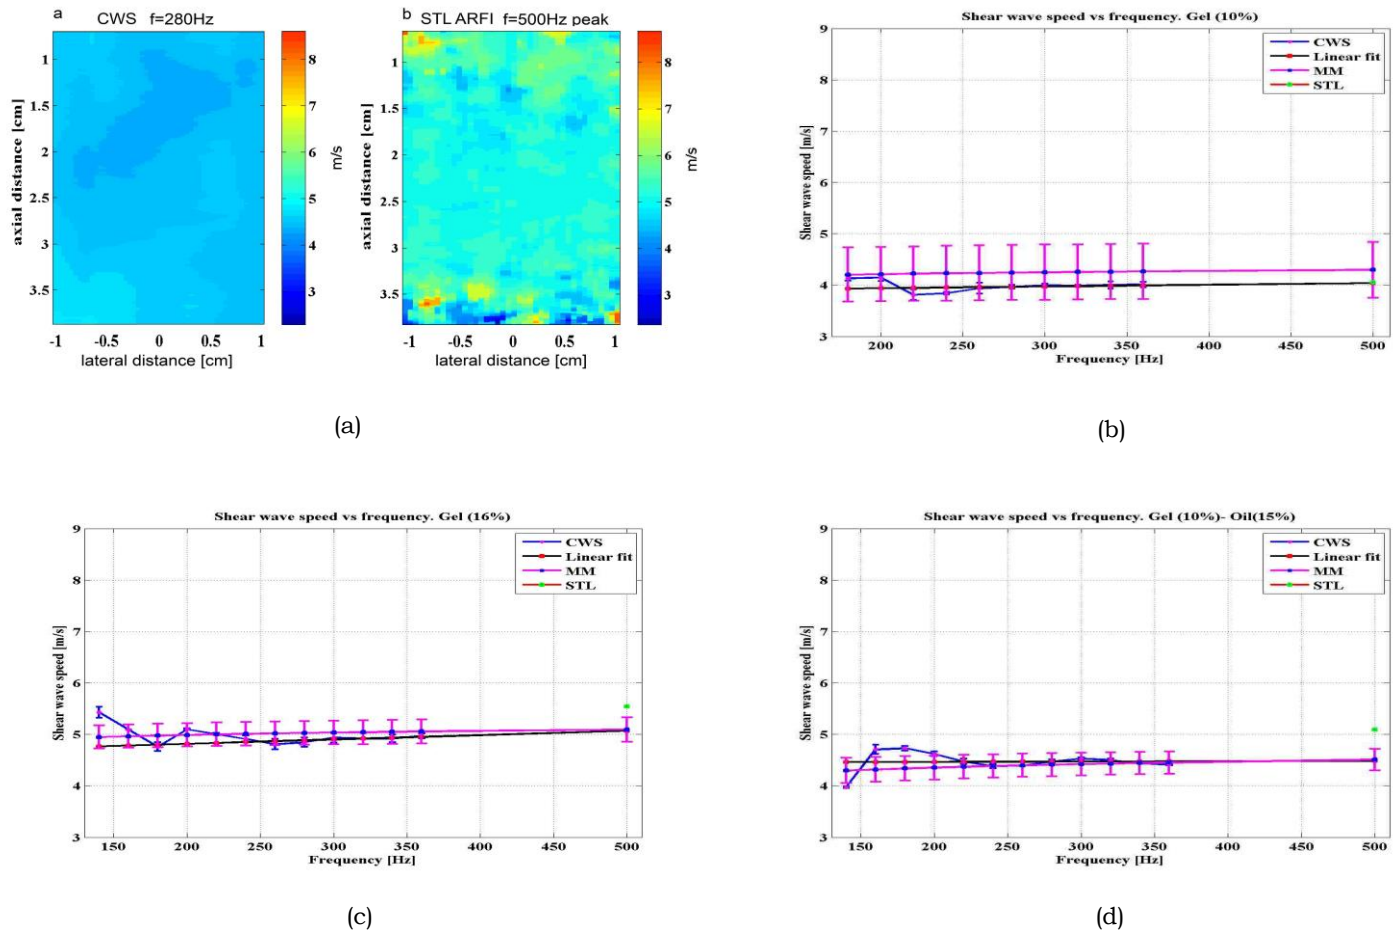 a CWS f=280Hz
8
7
6
5
4
3
m/s
1
1.5
2
2.5
3
3.5
axial distance [cm]
-1 -0.5 0 0.5 1
lateral distance [cm]
b STL ARFI f=500Hz peak
8
7
6
5
4
3
m/s
1
1.5
2
2.5
3
3.5
axial distance [cm]
-1 -0.5 0 0.5 1
lateral distance [cm]
(a)
Shear wave speed vs frequency. Gel (10%)
CWS
Linear fit
MM
STL
9
8
7
6
5
4
3
Shear wave speed [m/s]
200 250 300 350 400 450 500
Frequency [Hz]
(b)
Shear wave speed vs frequency. Gel (16%)
CWS
Linear fit
MM
STL
9
8
7
6
5
4
3
Shear wave speed [m/s]
150 200 250 300 350 400 450 500
Frequency [Hz]
(c)
Shear wave speed vs frequency. Gel (10%)- Oil(15%)
CWS
Linear fit
MM
STL
9
8
7
6
5
4
3
Shear wave speed [m/s]
150 200 250 300 350 400 450 500
Frequency [Hz]
(d)